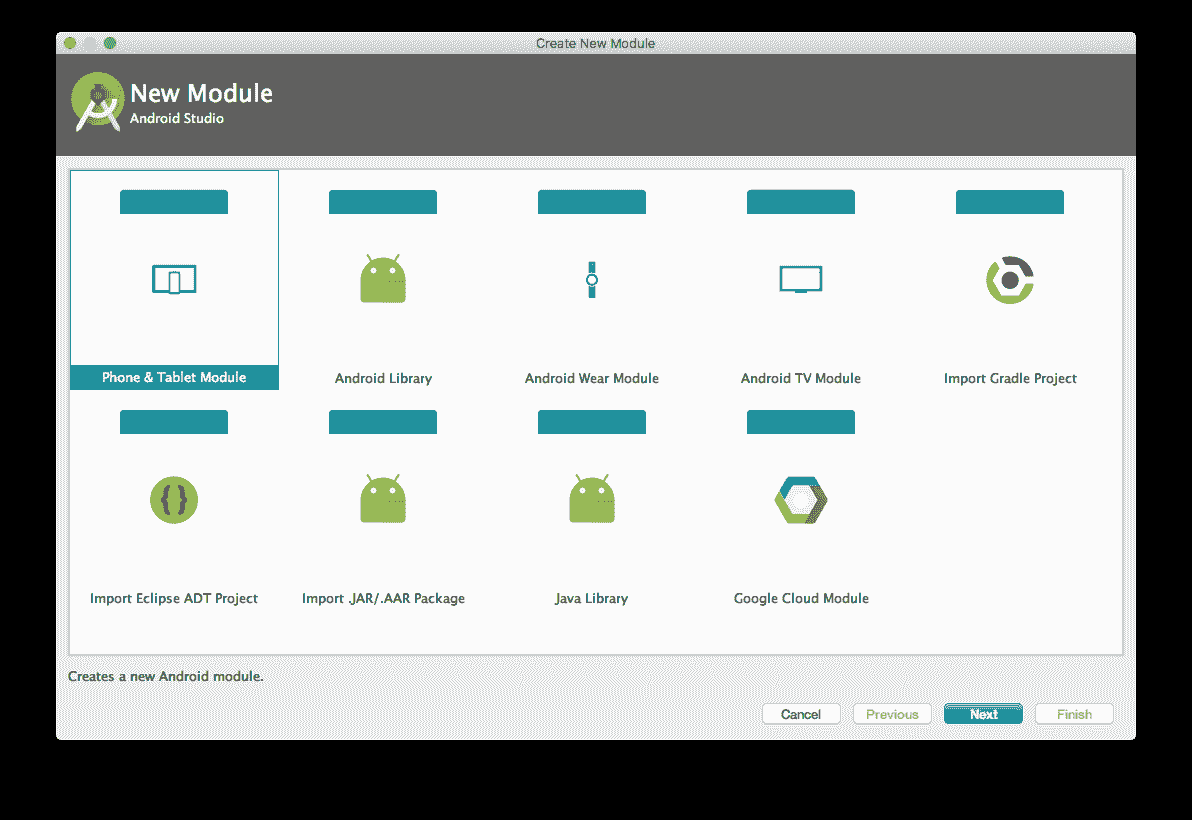 Create New Module
New Module
Android Studio
Phone & Tablet Module
Android Library
Android Wear Module
Android TV Module
Import Gradle Project
Import Eclipse ADT Project
Import .JAR/.AAR Package
Java Library
Google Cloud Module
Creates a new Android module.
Cancel
Previous
Next
Finish